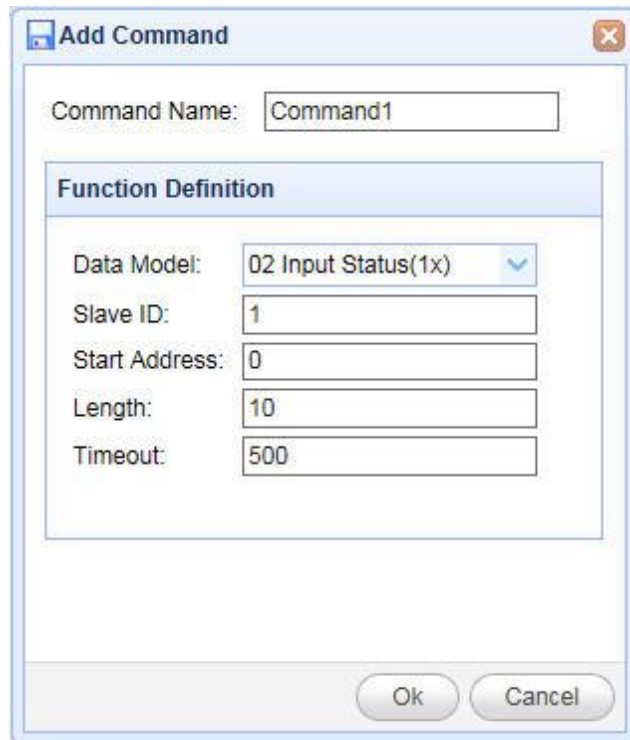 Add Command
Command Name: Command1
Function Definition
Data Model: 02 Input Status(1x)
Slave ID: 1
Start Address: 0
Length: 10
Timeout: 500
Ok Cancel